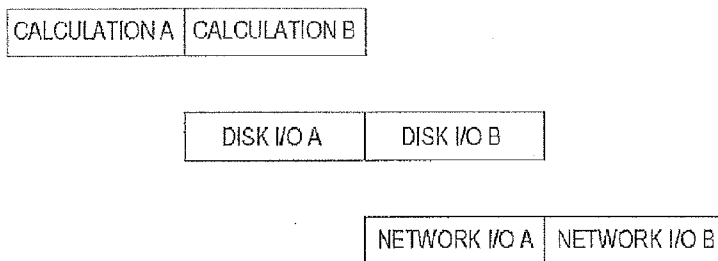 CALCULATION A CALCULATION B
DISK I/O A DISK I/O B
NETWORK I/O A NETWORK I/O B